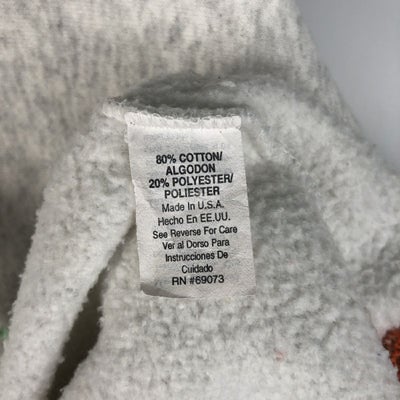 80% COTTON/
ALGODON
20% POLYESTER/
POLIESTER
Made In U.S.A.
Hecho En EE.UU.
See Reverse For Care
Ver al Dorso Para
Instrucciones De
Cuidado
RN #69073